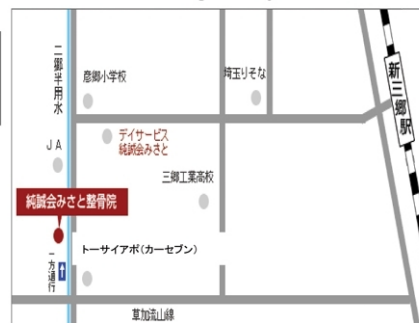 二郷半用水
彦郷小学校
埼玉りそな
新三郷駅
デイサービス
純誠会みさと
JA
三郷工業高校
純誠会みさと整骨院
トーサイアポ(カーセブン)
一方通行
草加流山線